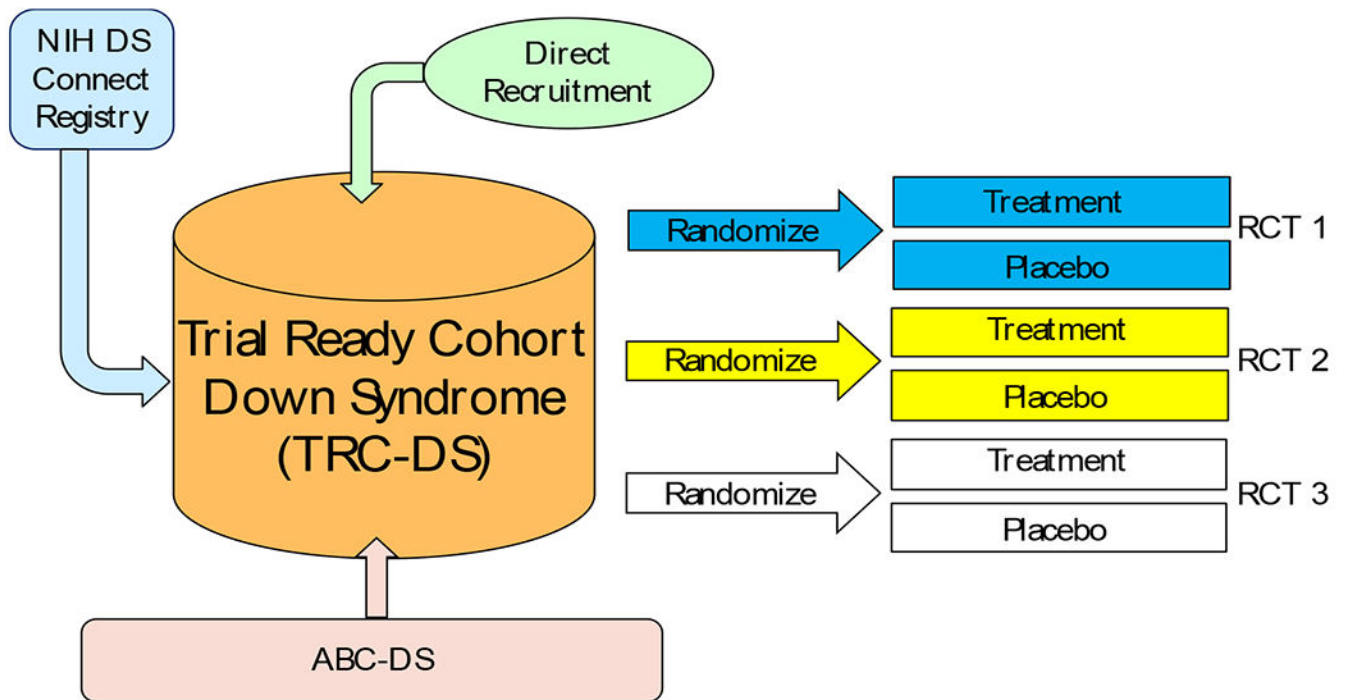 NIH DS
Connect
Registry
Direct
Recruitment
Trial Ready Cohort
Down Syndrome
(TRC-DS)
ABC-DS
Randomize
Treatment
Placebo
RCT 1
Randomize
Treatment
Placebo
RCT 2
Randomize
Treatment
Placebo
RCT 3